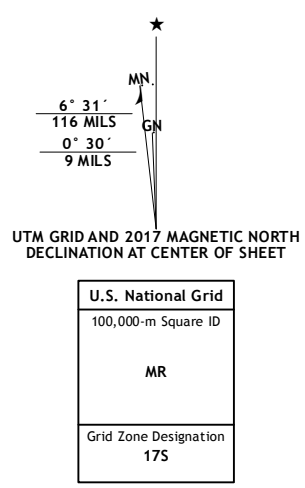 ★
MN.
6° 31´
116 MILS
GN
0° 30´
9 MILS
UTM GRID AND 2017 MAGNETIC NORTH
DECLINATION AT CENTER OF SHEET
U.S. National Grid
100,000-m Square ID
MR
Grid Zone Designation
17S